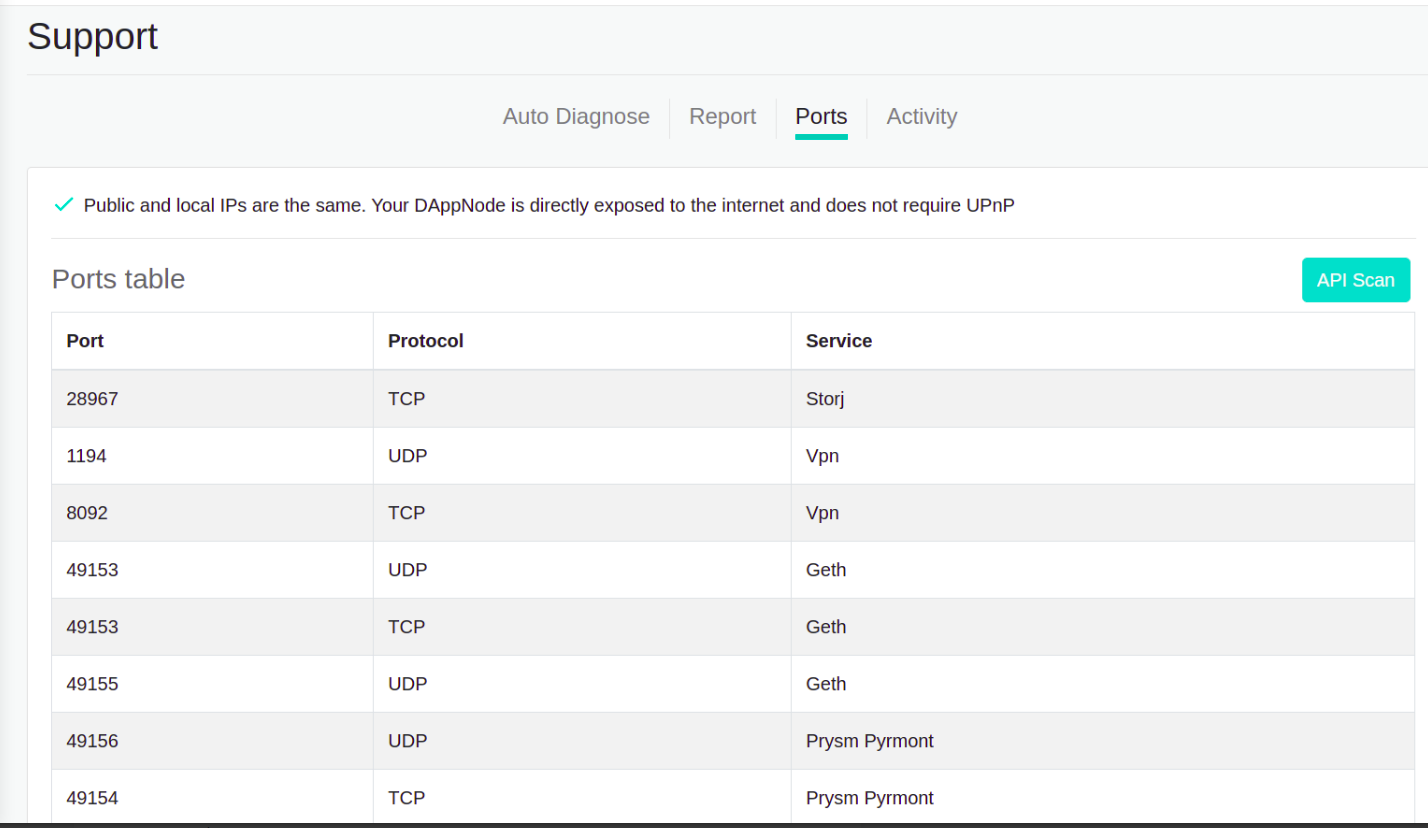 Support
Auto Diagnose Report Ports Activity
Public and local IPs are the same. Your DAppNode is directly exposed to the internet and does not require UPnP
Ports table API Scan
Port Protocol Service
28967 TCP Storj
1194 UDP Vpn
8092 TCP Vpn
49153 UDP Geth
49153 TCP Geth
49155 UDP Geth
49156 UDP Prysm Pyrmont
49154 TCP Prysm Pyrmont